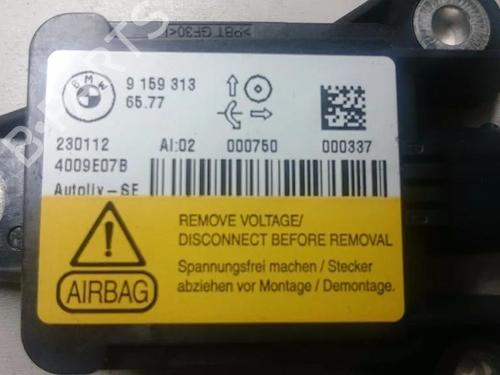 >PBT GF30<
BMW
9 159 313
65.77
230112 AI:02 000750 000337
4009E07B
Autoliv-SE
REMOVE VOLTAGE/
DISCONNECT BEFORE REMOVAL
Spannungsfrei machen / Stecker
abziehen vor Montage / Demontage.
AIRBAG